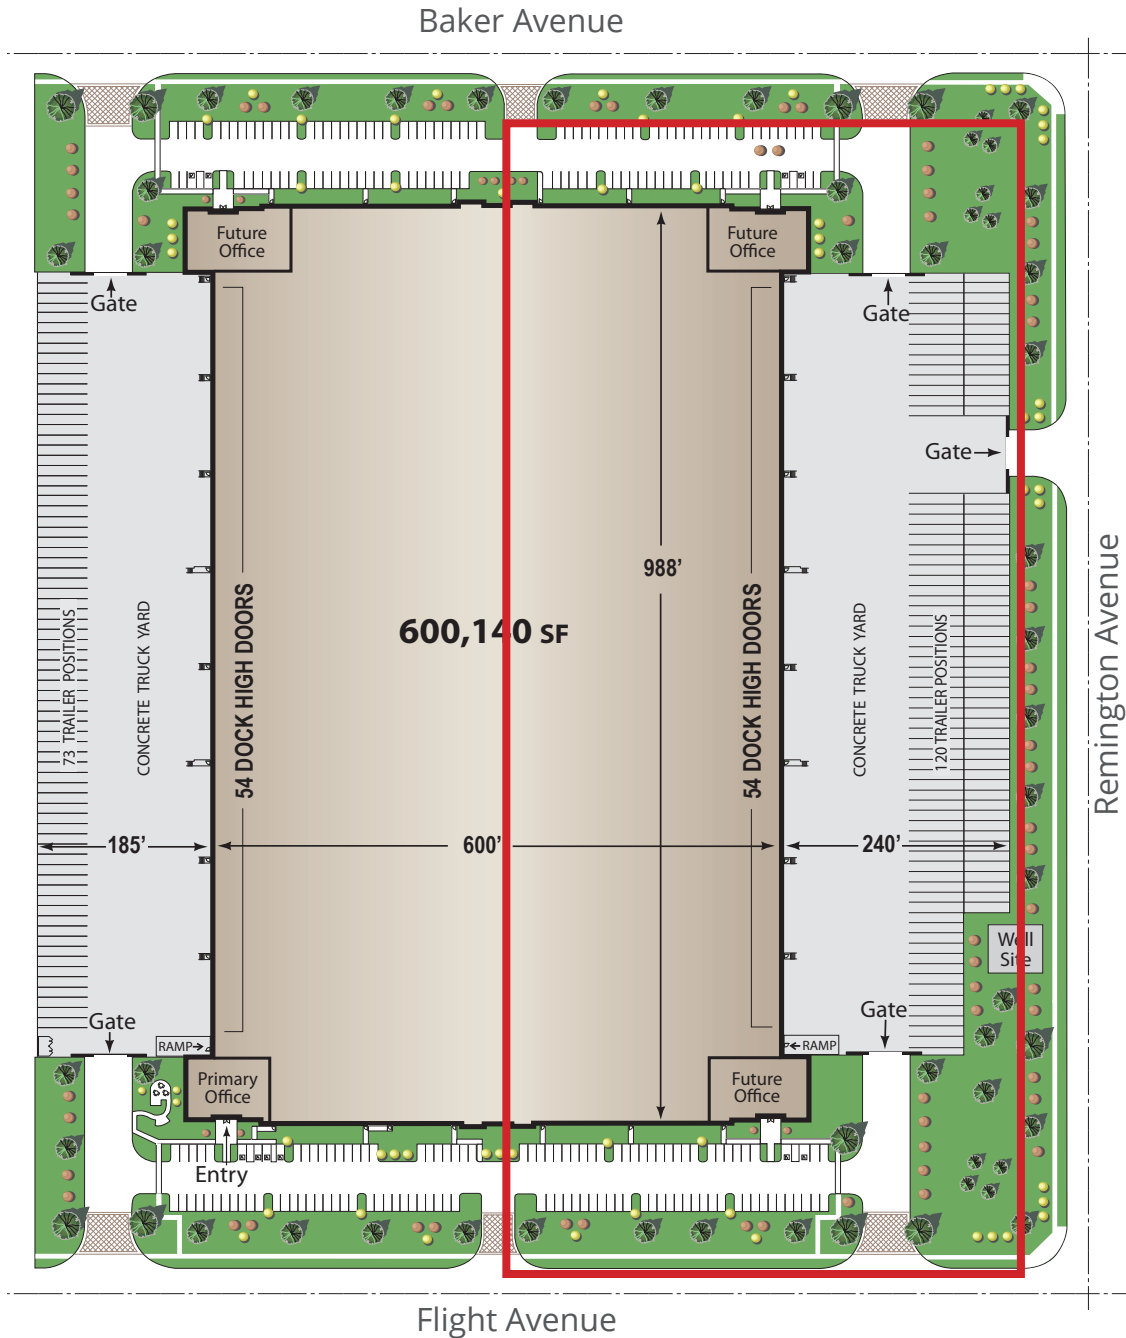 Baker Avenue
Future
Office
Future
Office
Gate
Gate
Gate
988’
54 DOCK HIGH DOORS
54 DOCK HIGH DOORS
600,140 SF
73 TRAILER POSITIONS
CONCRETE TRUCK YARD
CONCRETE TRUCK YARD
120 TRAILER POSITIONS
Remington Avenue
185’
600’
240’
Well
Site
Gate
Gate
RAMP
RAMP
Primary
Office
Future
Office
Entry
Flight Avenue